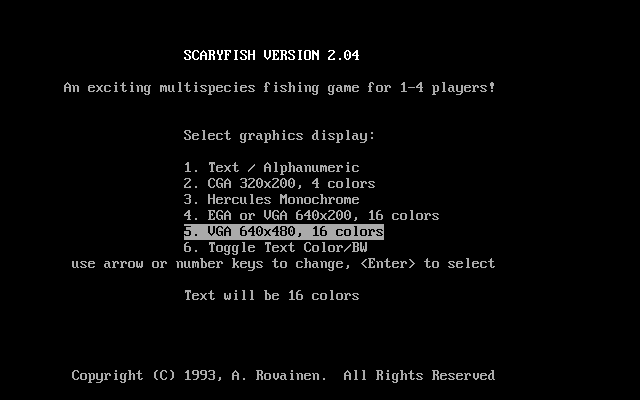 SCARYFISH VERSION 2.04
An exciting multispecies fishing game for 1-4 players!
Select graphics display:
1. Text / Alphanumeric
2. CGA 320x200, 4 colors
3. Hercules Monochrome
4. EGA or VGA 640x200, 16 colors
5. VGA 640x480, 16 colors
6. Toggle Text Color/BW
use arrow or number keys to change, <Enter> to select
Text will be 16 colors
Copyright (C) 1993, A. Rovainen.  All Rights Reserved